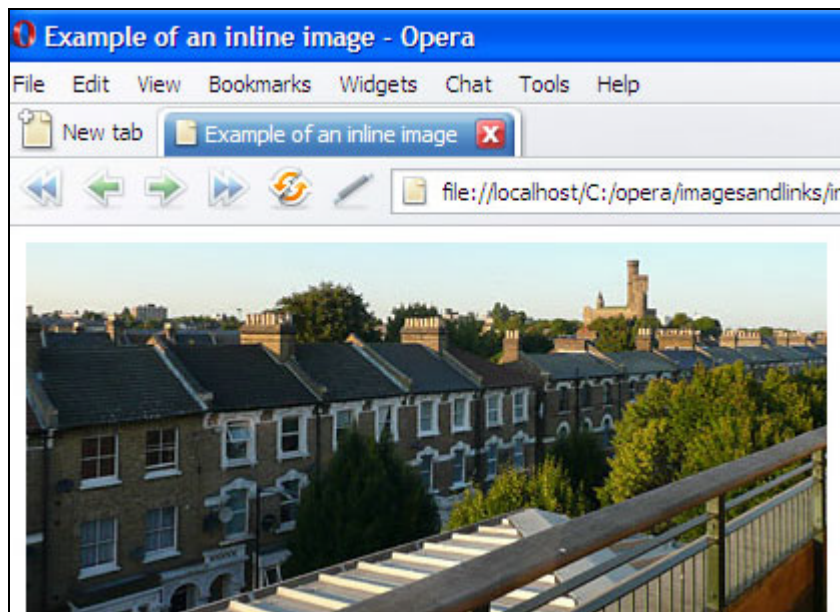 Example of an inline image - Opera
File Edit View Bookmarks Widgets Chat Tools Help
New tab Example of an inline image
file://localhost/C:/opera/imagesandlinks/